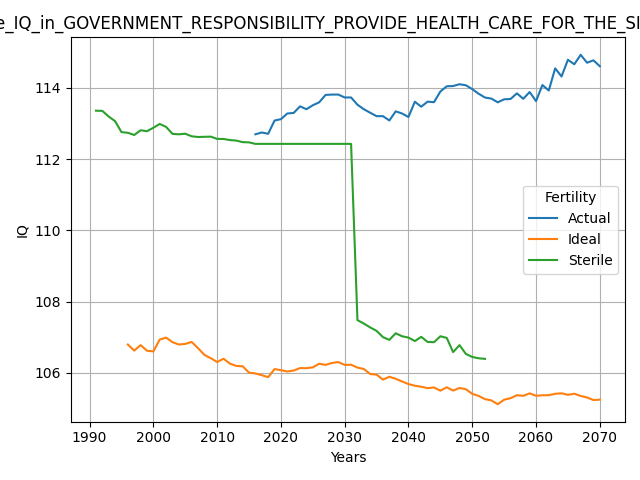 e_IQ_in_GOVERNMENT_RESPONSIBILITY_PROVIDE_HEALTH_CARE_FOR_THE_SI
114
112
110
108
106
IQ
Fertility
Actual
Ideal
Sterile
1990 2000 2010 2020 2030 2040 2050 2060 2070
Years